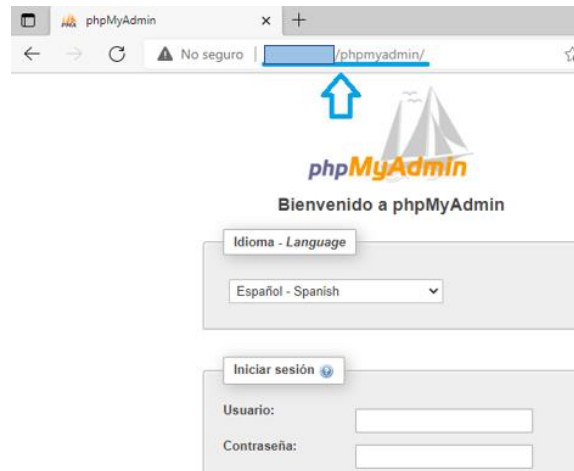 phpMyAdmin
No seguro | /phpmyadmin/
phpMyAdmin
Bienvenido a phpMyAdmin
Idioma - Language
Español - Spanish
Iniciar sesión
Usuario:
Contraseña: